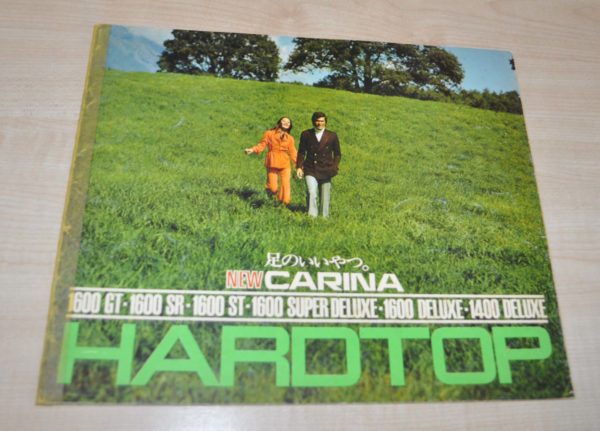 足のいいやつ。
NEW CARINA
1600 GT・1600 SR・1600 ST・1600 SUPER DELUXE・1600 DELUXE・1400 DELUXE
HARDTOP